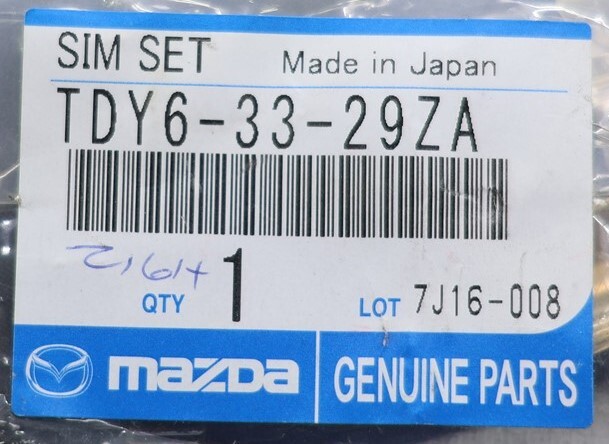 SIM SET Made in Japan
TDY6-33-29ZA
QTY 1 LOT 7J16-008
mazda GENUINE PARTS